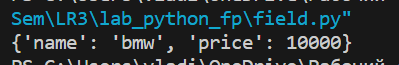 Sem\LR3\lab_python_fp\field.py"
{'name': 'bmw', 'price': 10000}